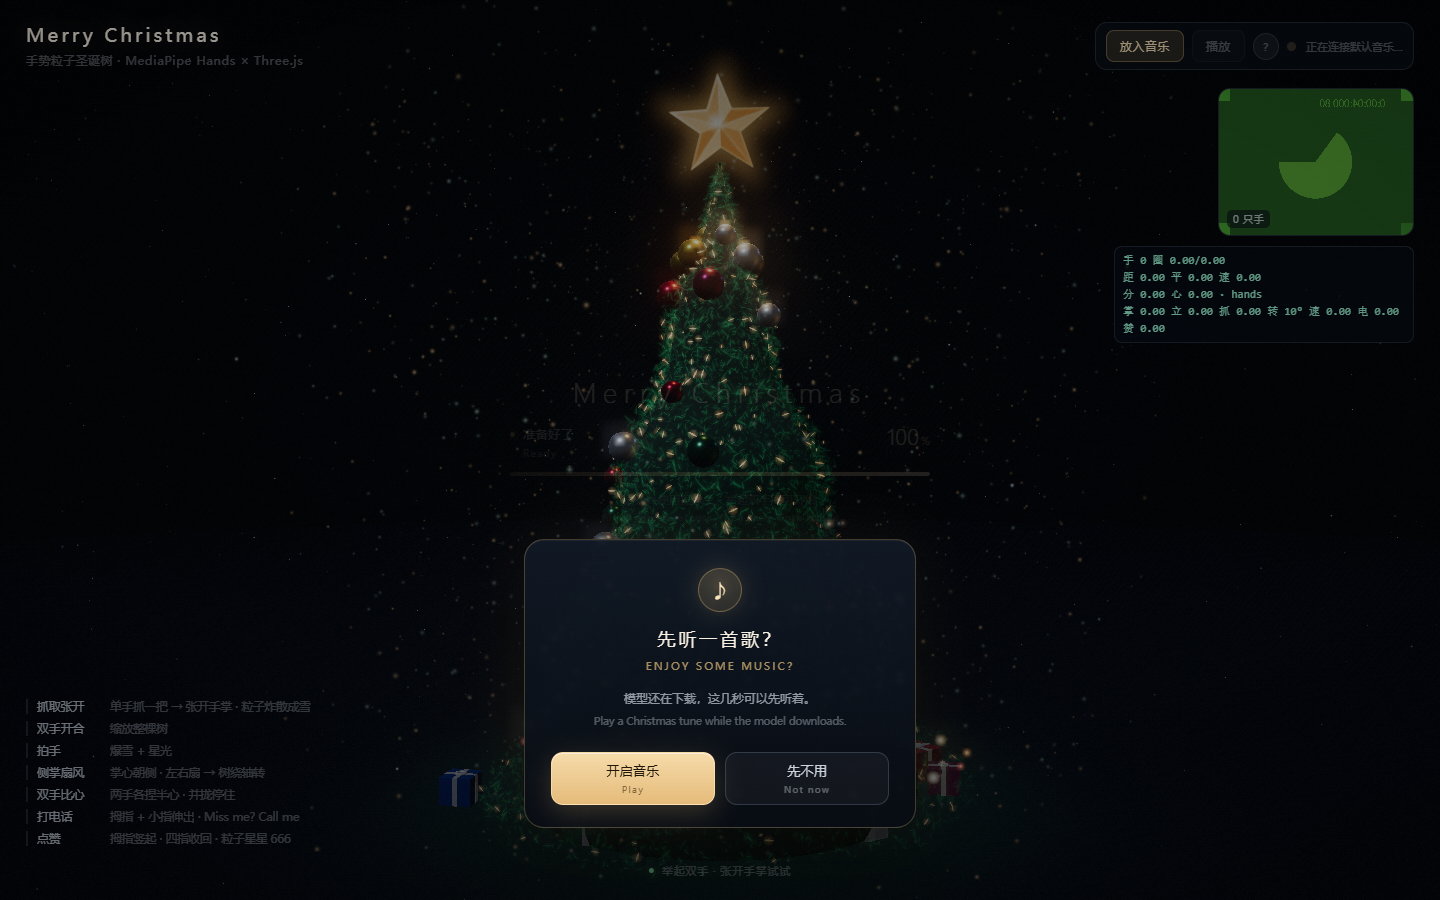 Merry Christmas
手势粒子圣诞树 · MediaPipe Hands × Three.js
放入音乐 播放 ? 正在连接默认音乐...
0 只手
手 0 圈 0.00/0.00
距 0.00 平 0.00 速 0.00
分 0.00 心 0.00 · hands
掌 0.00 立 0.00 抓 0.00 转 10° 速 0.00 电 0.00
赞 0.00
Merry Christmas
准备好了 100%
Ready
先听一首歌?
ENJOY SOME MUSIC?
模型还在下载，这几秒可以先听着。
Play a Christmas tune while the model downloads.
开启音乐
Play
先不用
Not now
抓取张开 单手抓一把 → 张开手掌 · 粒子炸散成雪
双手开合 缩放整棵树
拍手 爆雪 + 星光
侧掌扇风 掌心朝侧 · 左右扇 → 树绕轴转
双手比心 两手各捏半心 · 并拢停住
打电话 拇指 + 小指伸出 · Miss me? Call me
点赞 拇指竖起 · 四指收回 · 粒子星星 666
举起双手 · 张开手掌试试